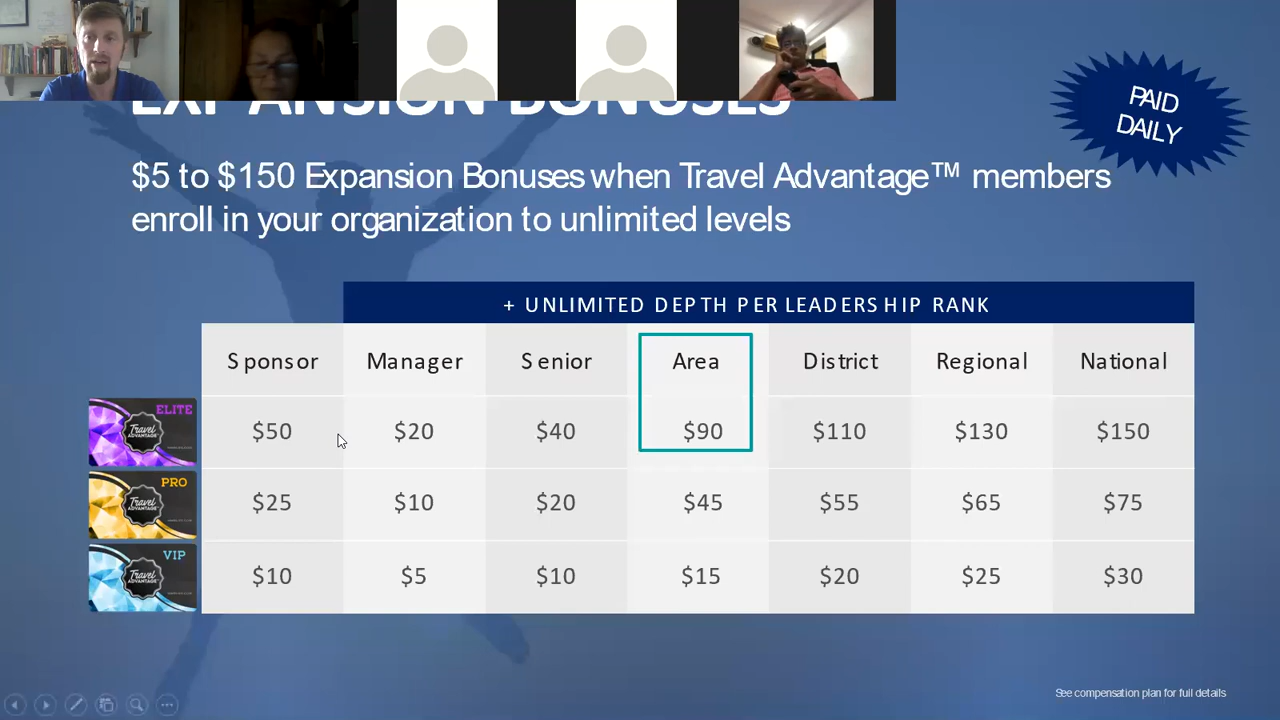 EXPANSION BONUSES
PAID
DAILY
$5 to $150 Expansion Bonuses when Travel Advantage™ members
enroll in your organization to unlimited levels
+ UNLIMITED DEPTH PER LEADERSHIP RANK
Sponsor Manager Senior Area District Regional National
ELITE
Travel
ADVANTAGE
$50 $20 $40 $90 $110 $130 $150
PRO
Travel
ADVANTAGE
$25 $10 $20 $45 $55 $65 $75
VIP
Travel
ADVANTAGE
$10 $5 $10 $15 $20 $25 $30
See compensation plan for full details